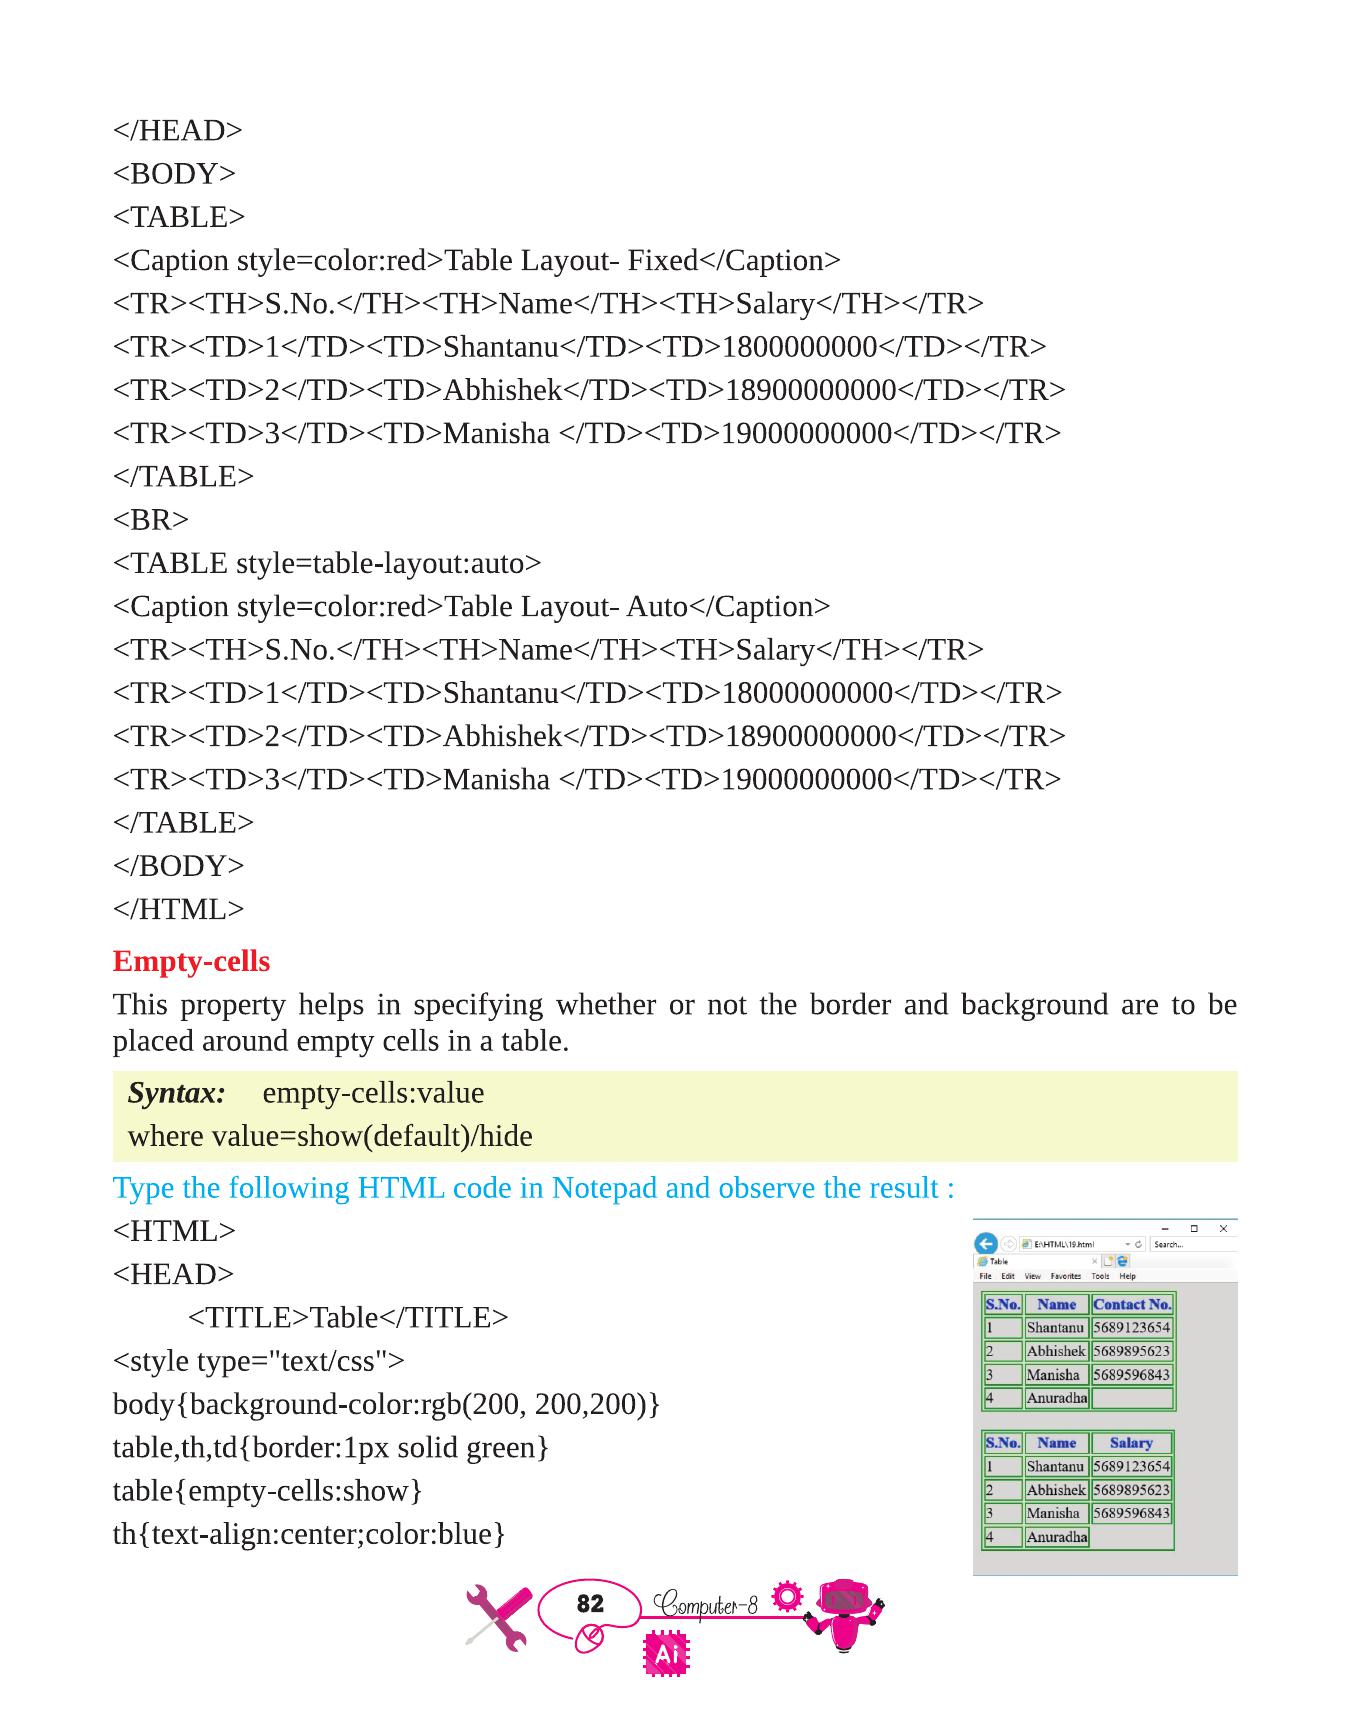 </HEAD>
<BODY>
<TABLE>
<Caption style=color:red>Table Layout- Fixed</Caption>
<TR><TH>S.No.</TH><TH>Name</TH><TH>Salary</TH></TR>
<TR><TD>1</TD><TD>Shantanu</TD><TD>1800000000</TD></TR>
<TR><TD>2</TD><TD>Abhishek</TD><TD>18900000000</TD></TR>
<TR><TD>3</TD><TD>Manisha </TD><TD>19000000000</TD></TR>
</TABLE>
<BR>
<TABLE style=table-layout:auto>
<Caption style=color:red>Table Layout- Auto</Caption>
<TR><TH>S.No.</TH><TH>Name</TH><TH>Salary</TH></TR>
<TR><TD>1</TD><TD>Shantanu</TD><TD>18000000000</TD></TR>
<TR><TD>2</TD><TD>Abhishek</TD><TD>18900000000</TD></TR>
<TR><TD>3</TD><TD>Manisha </TD><TD>19000000000</TD></TR>
</TABLE>
</BODY>
</HTML>
Empty-cells
This property helps in specifying whether or not the border and background are to be
placed around empty cells in a table.
Syntax: empty-cells:value
where value=show(default)/hide
Type the following HTML code in Notepad and observe the result :
<HTML>
<HEAD>
<TITLE>Table</TITLE>
<style type="text/css">
body{background-color:rgb(200, 200,200)}
table,th,td{border:1px solid green}
table{empty-cells:show}
th{text-align:center;color:blue}
E:\HTML\19.html Search...
Table
File Edit View Favorites Tools Help
S.No. Name Contact No.
1 Shantanu 5689123654
2 Abhishek 5689895623
3 Manisha 5689596843
4 Anuradha
S.No. Name Salary
1 Shantanu 5689123654
2 Abhishek 5689895623
3 Manisha 5689596843
4 Anuradha
82 Computer-8
Ai